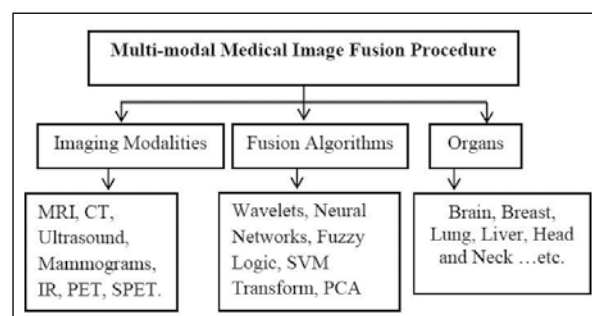 Multi-modal Medical Image Fusion Procedure
Imaging Modalities
Fusion Algorithms
Organs
MRI, CT,
Ultrasound,
Mammograms,
IR, PET, SPET.
Wavelets, Neural
Networks, Fuzzy
Logic, SVM
Transform, PCA
Brain, Breast,
Lung, Liver, Head
and Neck …etc.